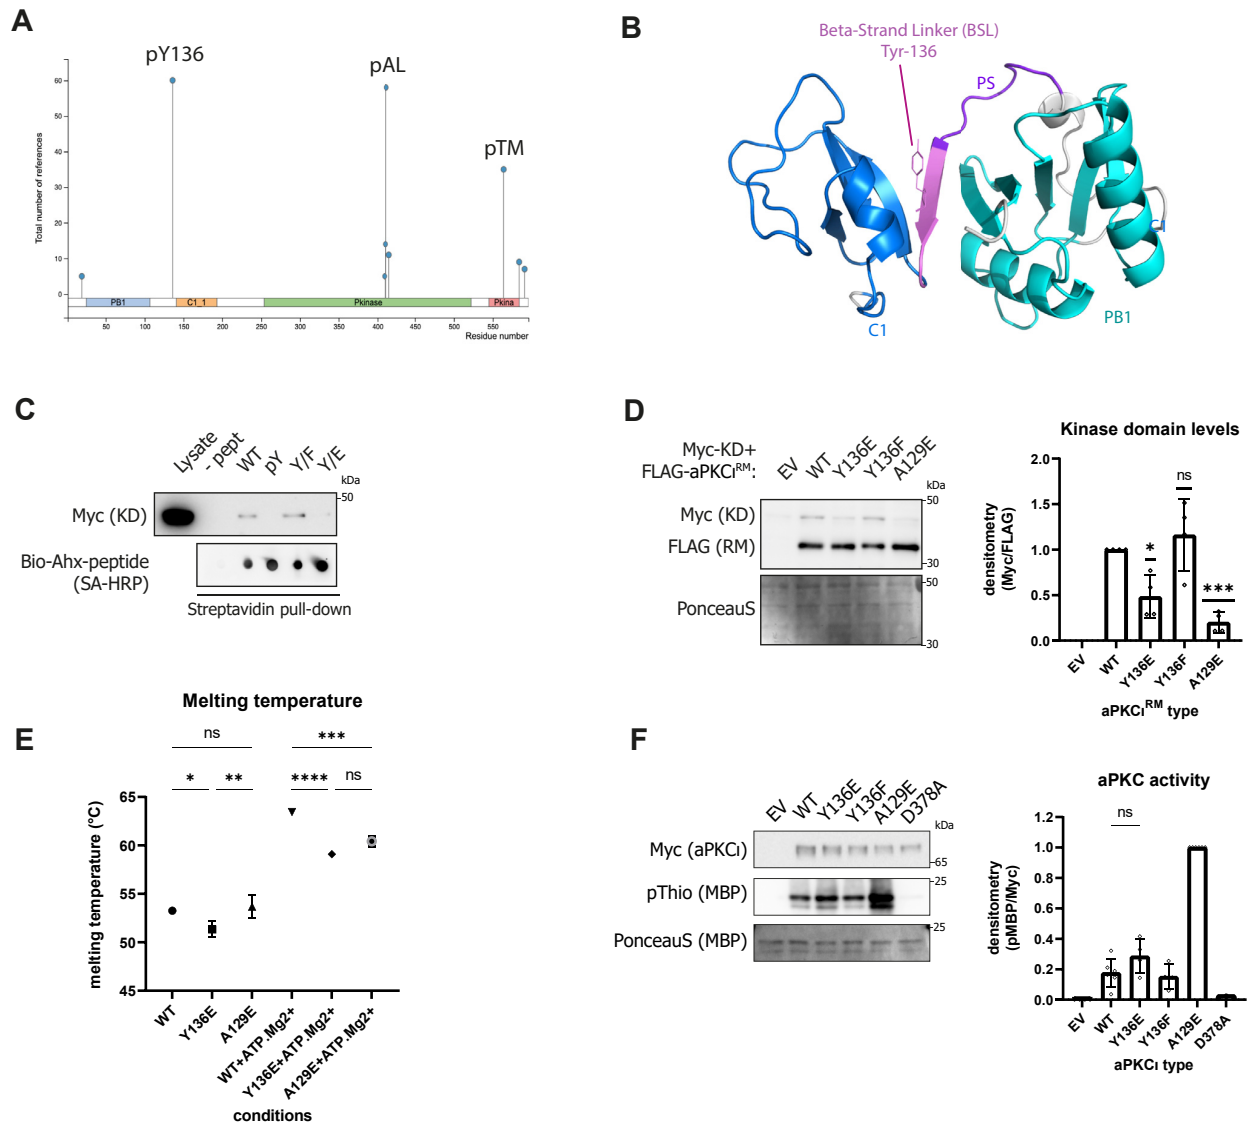 A
pY136
pAL
pTM
Total number of references
60
50
40
30
20
10
0
PB1
C1_1
Pkinase
Pkina
50
100
150
200
250
300
350
400
450
500
550
Residue number
B
Beta-Strand Linker (BSL)
Tyr-136
PS
C1
C1
PB1
C
Lysate
- pept
WT
pY
Y/F
Y/E
kDa
50
Myc (KD)
Bio-Ahx-peptide
(SA-HRP)
Streptavidin pull-down
D
Myc-KD+
FLAG-aPKCιRM:
EV
WT
Y136E
Y136F
A129E
kDa
50
Myc (KD)
FLAG (RM)
30
50
PonceauS
30
Kinase domain levels
densitometry
(Myc/FLAG)
2.0
1.5
1.0
0.5
0.0
*
ns
***
EV
WT
Y136E
Y136F
A129E
aPKCιRM type
E
Melting temperature
ns
***
*
**
****
ns
melting temperature (°C)
65
60
55
50
45
WT
Y136E
A129E
WT+ATP.Mg2+
Y136E+ATP.Mg2+
A129E+ATP.Mg2+
conditions
F
EV
WT
Y136E
Y136F
A129E
D378A
kDa
Myc (aPKCι)
65
25
pThio (MBP)
25
PonceauS (MBP)
aPKC activity
densitometry
(pMBP/Myc)
1.2
1.0
0.8
0.6
0.4
0.2
0.0
ns
EV
WT
Y136E
Y136F
A129E
D378A
aPKCι type